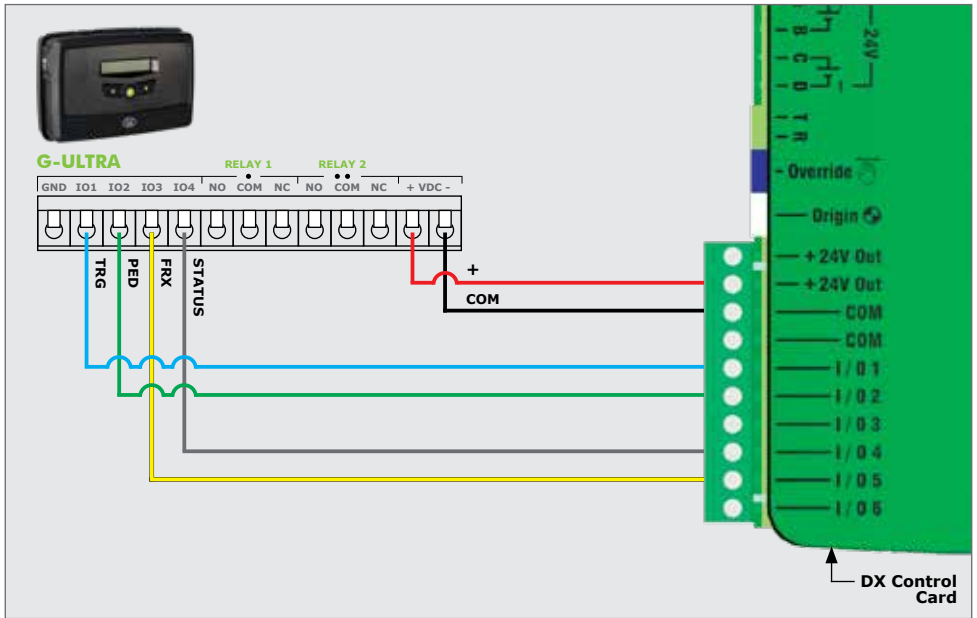 G-ULTRA
RELAY 1
RELAY 2
GND IO1 IO2 IO3 IO4 NO COM NC NO COM NC + VDC -
TRG
PED
FRX
STATUS
+
COM
B
C
D
24V
T
R
Override
Origin
+24V Out
+24V Out
COM
COM
I/O 1
I/O 2
I/O 3
I/O 4
I/O 5
I/O 6
DX Control
Card